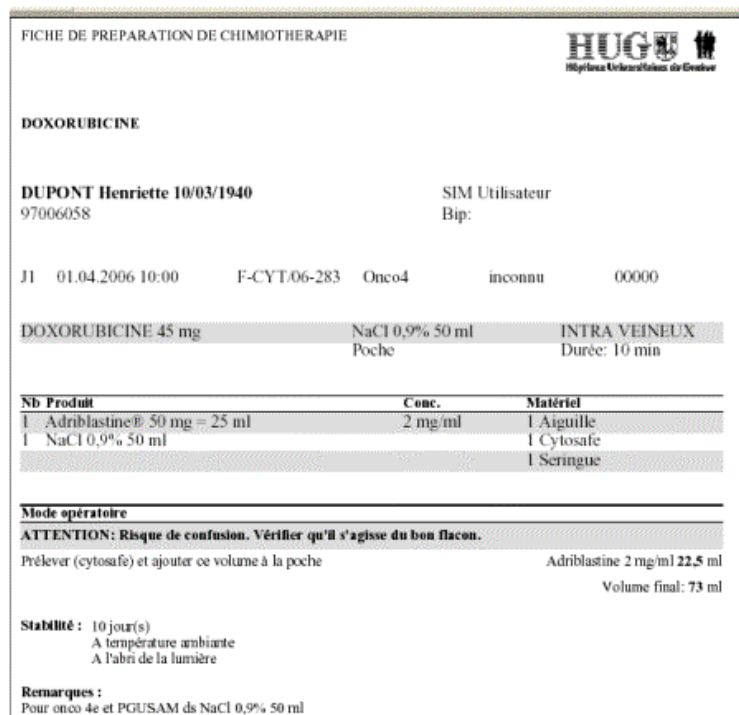 FICHE DE PREPARATION DE CHIMIOTHERAPIE
HUG
Hôpitaux Universitaires de Genève
DOXORUBICINE
DUPONT Henriette 10/03/1940 SIM Utilisateur
97006058 Bip:
J1 01.04.2006 10:00 F-CYT/06-283 Onco4 inconnu 00000
DOXORUBICINE 45 mg NaCl 0,9% 50 ml INTRA VEINEUX
Poche Durée: 10 min
Nb Produit Conc. Matériel
1 Adriblastine® 50 mg = 25 ml 2 mg/ml 1 Aiguille
1 NaCl 0,9% 50 ml 1 Cytosafe
1 Seringue
Mode opératoire
ATTENTION: Risque de confusion. Vérifier qu'il s'agisse du bon flacon.
Prélever (cytosafe) et ajouter ce volume à la poche Adriblastine 2 mg/ml 22,5 ml
Volume final: 73 ml
Stabilité : 10 jour(s)
A température ambiante
A l'abri de la lumière
Remarques :
Pour onco 4e et PGUSAM ds NaCl 0,9% 50 ml